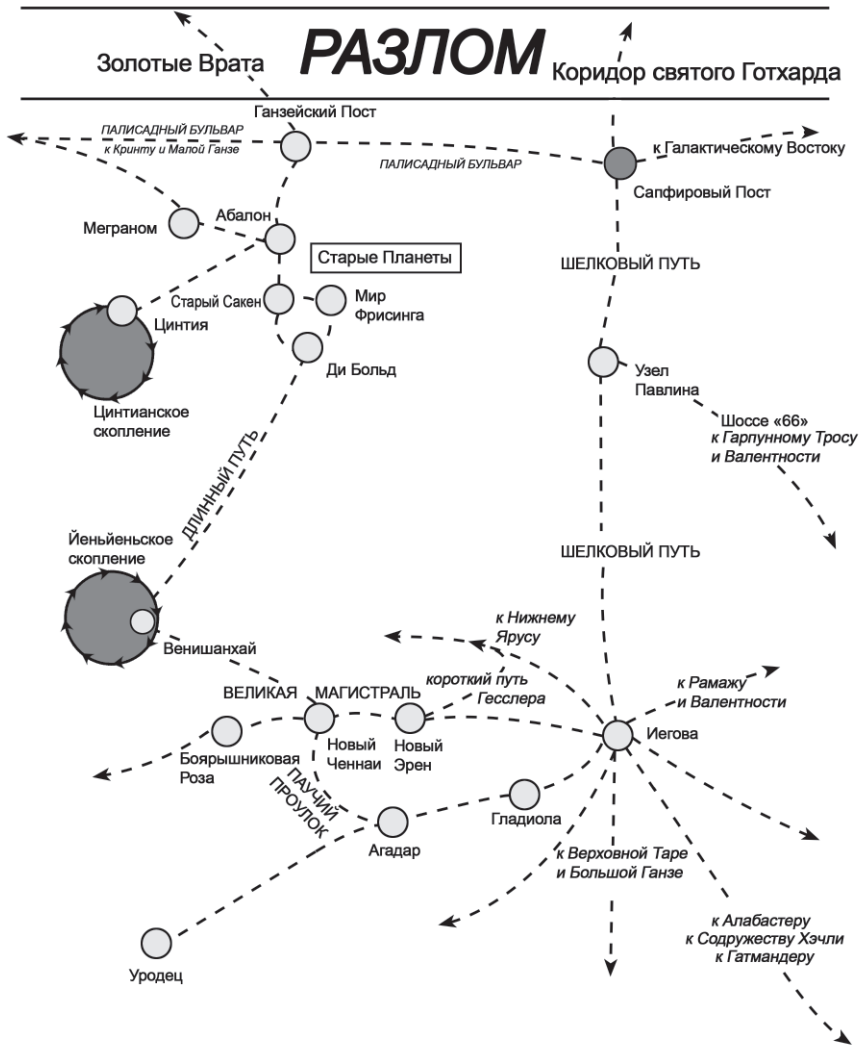 РАЗЛОМ
Золотые Врата
Коридор святого Готхарда
Ганзейский Пост
ПАЛИСАДНЫЙ БУЛЬВАР
к Кринту и Малой Ганзе
ПАЛИСАДНЫЙ БУЛЬВАР
к Галактическому Востоку
Сапфировый Пост
Меграном
Абалон
Старые Планеты
ШЕЛКОВЫЙ ПУТЬ
Старый Сакен
Мир
Фрисинга
Цинтия
Ди Больд
Узел
Павлина
Цинтианское
скопление
Шоссе «66»
к Гарпунному Тросу
и Валентности
ДЛИННЫЙ ПУТЬ
Йеньйеньское
скопление
ШЕЛКОВЫЙ ПУТЬ
к Нижнему
Ярусу
Венишанхай
короткий путь
Гесслера
к Рамажу
и Валентности
ВЕЛИКАЯ МАГИСТРАЛЬ
Иегова
Боярышниковая
Роза
Новый
Ченнаи
Новый
Эрен
ПАУЧИЙ
ПРОУЛОК
Гладиола
Агадар
к Верховной Таре
и Большой Ганзе
к Алабастеру
к Содружеству Хэчли
к Гатмандеру
Уродец